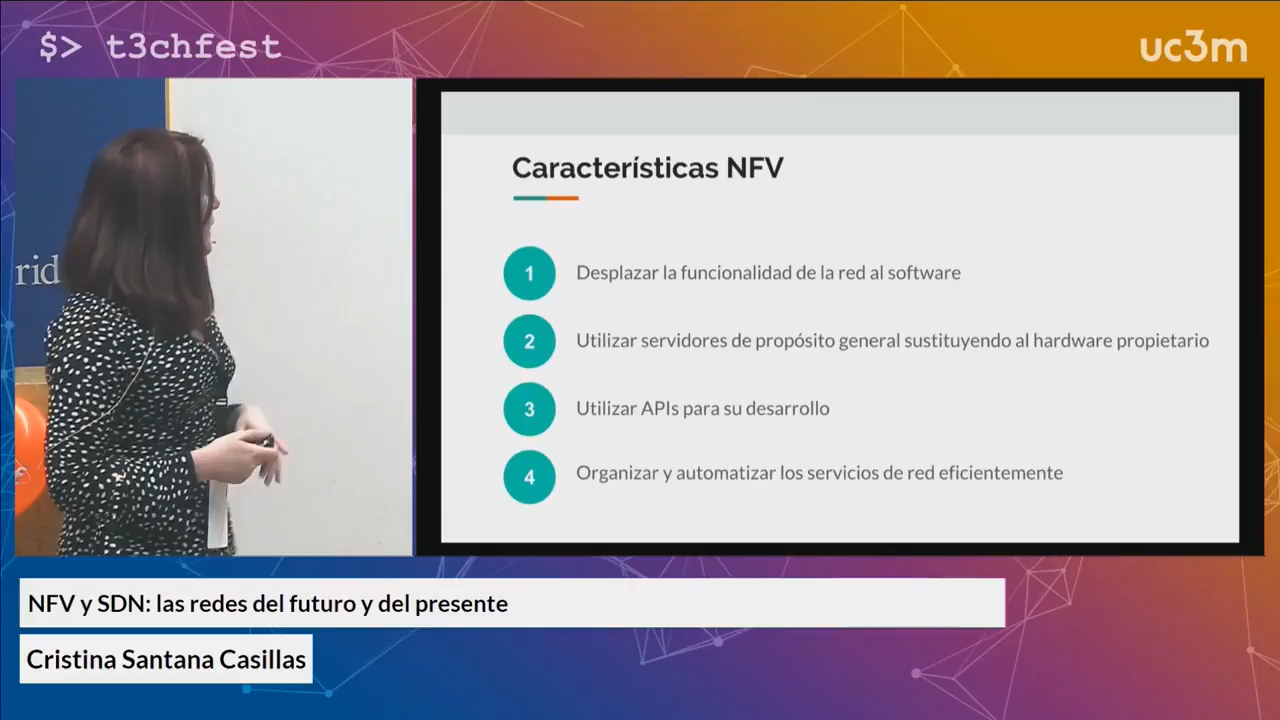 $> t3chfest
uc3m
rid
Características NFV
1 Desplazar la funcionalidad de la red al software
2 Utilizar servidores de propósito general sustituyendo al hardware propietario
3 Utilizar APIs para su desarrollo
4 Organizar y automatizar los servicios de red eficientemente
NFV y SDN: las redes del futuro y del presente
Cristina Santana Casillas